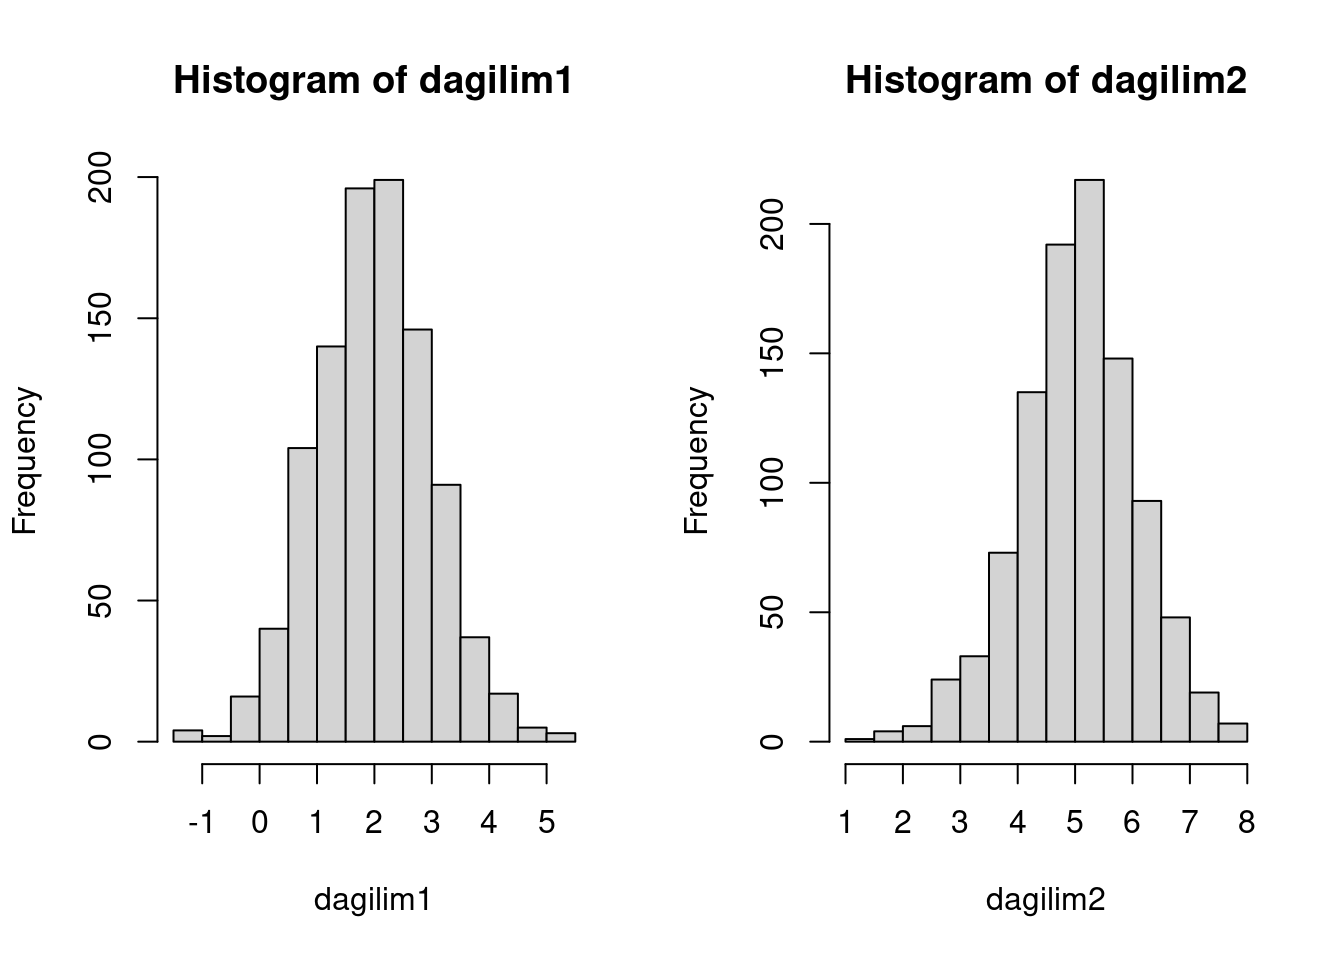 Histogram of dagilim1
Frequency
200
150
100
50
0
-1 0 1 2 3 4 5
dagilim1
Histogram of dagilim2
Frequency
200
150
100
50
0
1 2 3 4 5 6 7 8
dagilim2